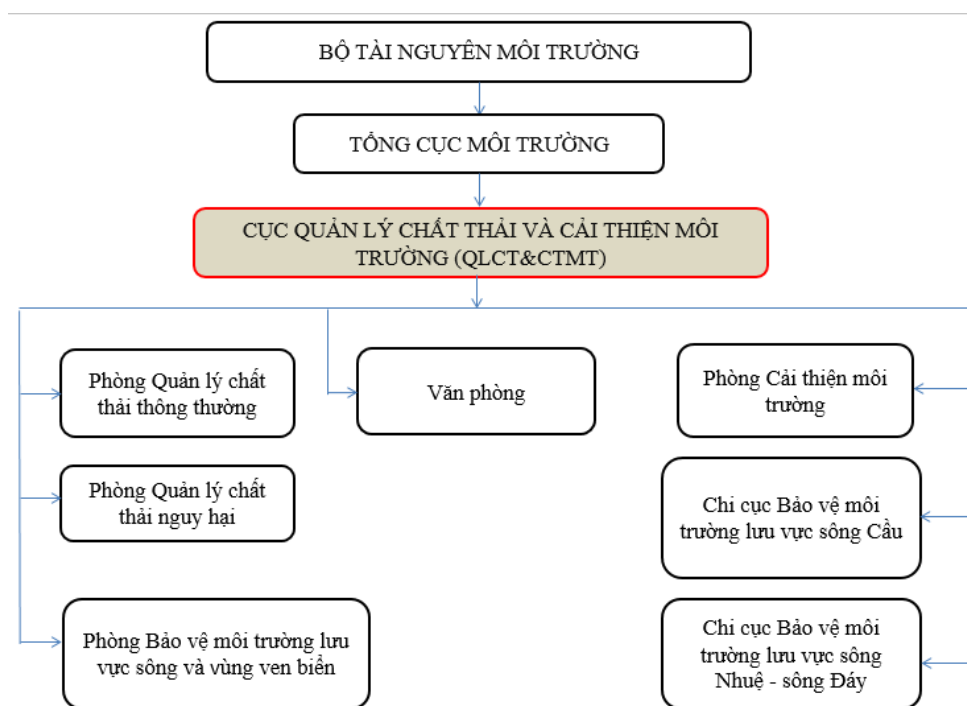 BỘ TÀI NGUYÊN MÔI TRƯỜNG
TỔNG CỤC MÔI TRƯỜNG
CỤC QUẢN LÝ CHẤT THẢI VÀ CẢI THIỆN MÔI
TRƯỜNG (QLCT&CTMT)
Phòng Quản lý chất
thải thông thường
Văn phòng
Phòng Cải thiện môi
trường
Phòng Quản lý chất
thải nguy hại
Chi cục Bảo vệ môi
trường lưu vực sông Cầu
Phòng Bảo vệ môi trường lưu
vực sông và vùng ven biển
Chi cục Bảo vệ môi
trường lưu vực sông
Nhuệ - sông Đáy